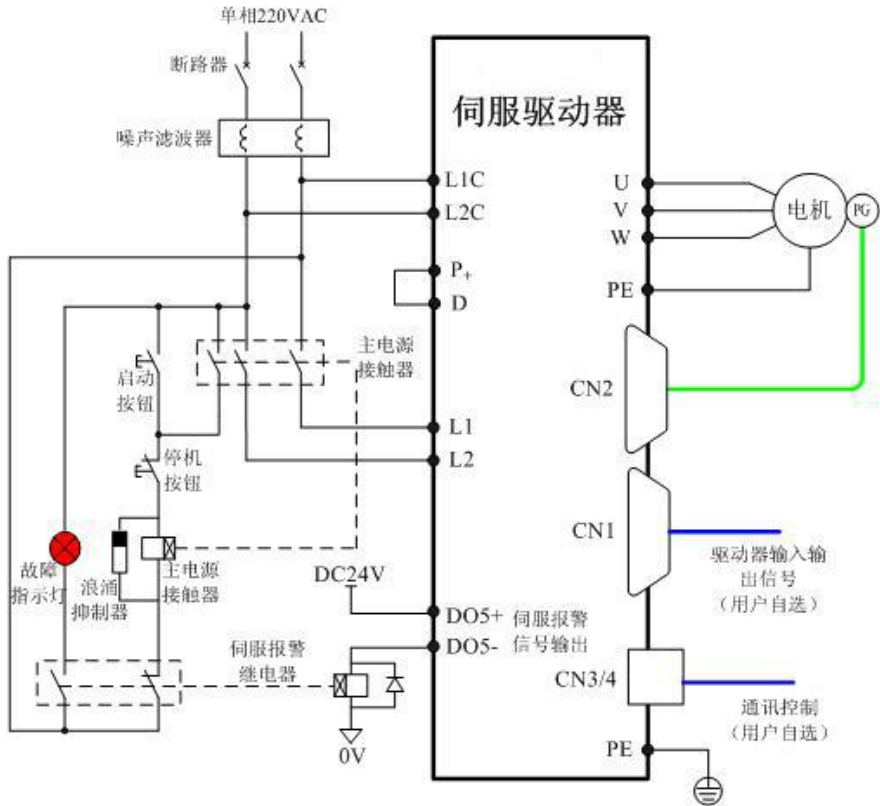 单相220VAC
断路器
噪声滤波器
伺服驱动器
L1C
L2C
P+
D
U
V
W
PE
电机
PG
主电源
接触器
启动
按钮
CN2
L1
L2
停机
按钮
CN1
驱动器输入输
出信号
（用户自选）
故障
指示灯
浪涌
抑制器
主电源
接触器
DC24V
DO5+
DO5-
伺服报警
信号输出
伺服报警
继电器
0V
CN3/4
通讯控制
（用户自选）
PE